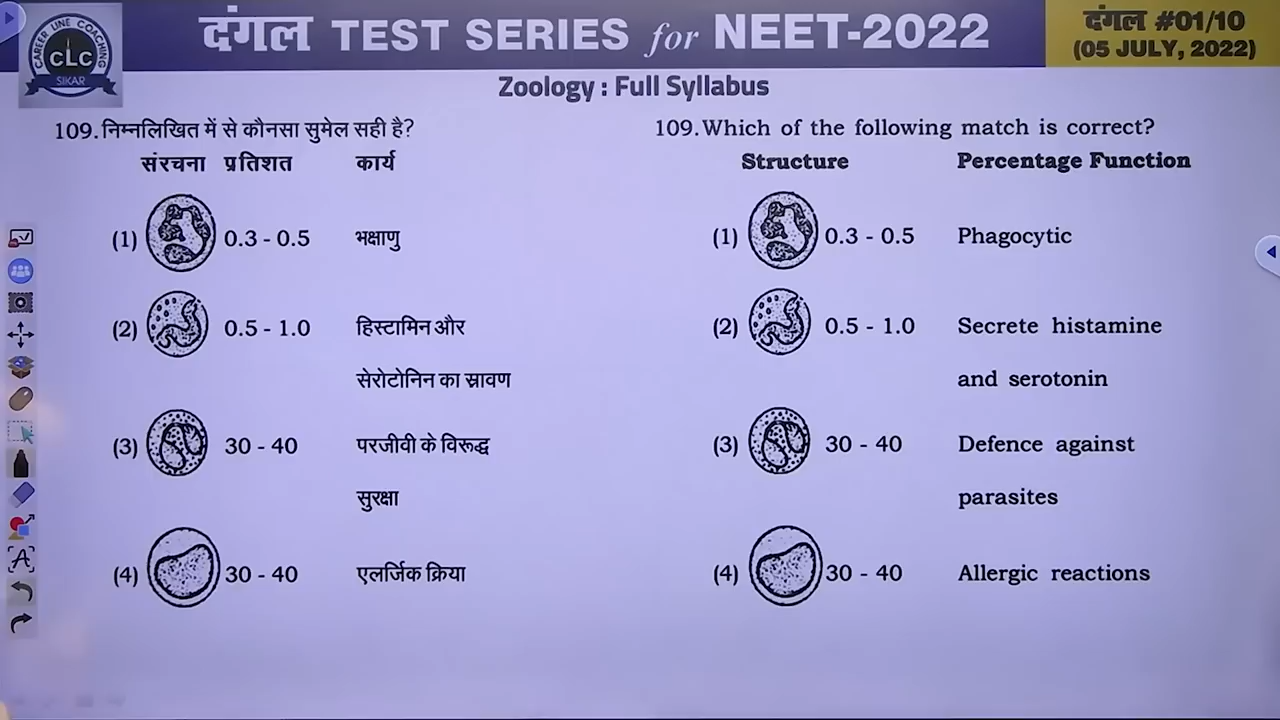 दंगल TEST SERIES for NEET-2022
दंगल #01/10
(05 JULY, 2022)
CAREER LINE COACHING
CLC
SIKAR
Zoology : Full Syllabus
109. निम्नलिखित में से कौनसा सुमेल सही है?
संरचना प्रतिशत कार्य
(1) 0.3 - 0.5 भक्षाणु
(2) 0.5 - 1.0 हिस्टामिन और
सेरोटोनिन का स्रावण
(3) 30 - 40 परजीवी के विरूद्ध
सुरक्षा
(4) 30 - 40 एलर्जिक क्रिया
109. Which of the following match is correct?
Structure Percentage Function
(1) 0.3 - 0.5 Phagocytic
(2) 0.5 - 1.0 Secrete histamine
and serotonin
(3) 30 - 40 Defence against
parasites
(4) 30 - 40 Allergic reactions